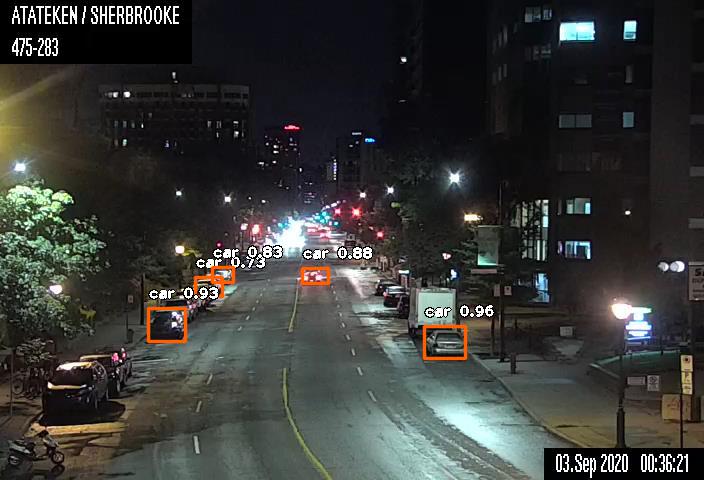 ATATEKEN / SHERBROOKE
475-283
car 0.83
car 0.73
car 0.88
car 0.93
car 0.96
03.Sep 2020 00:36:21